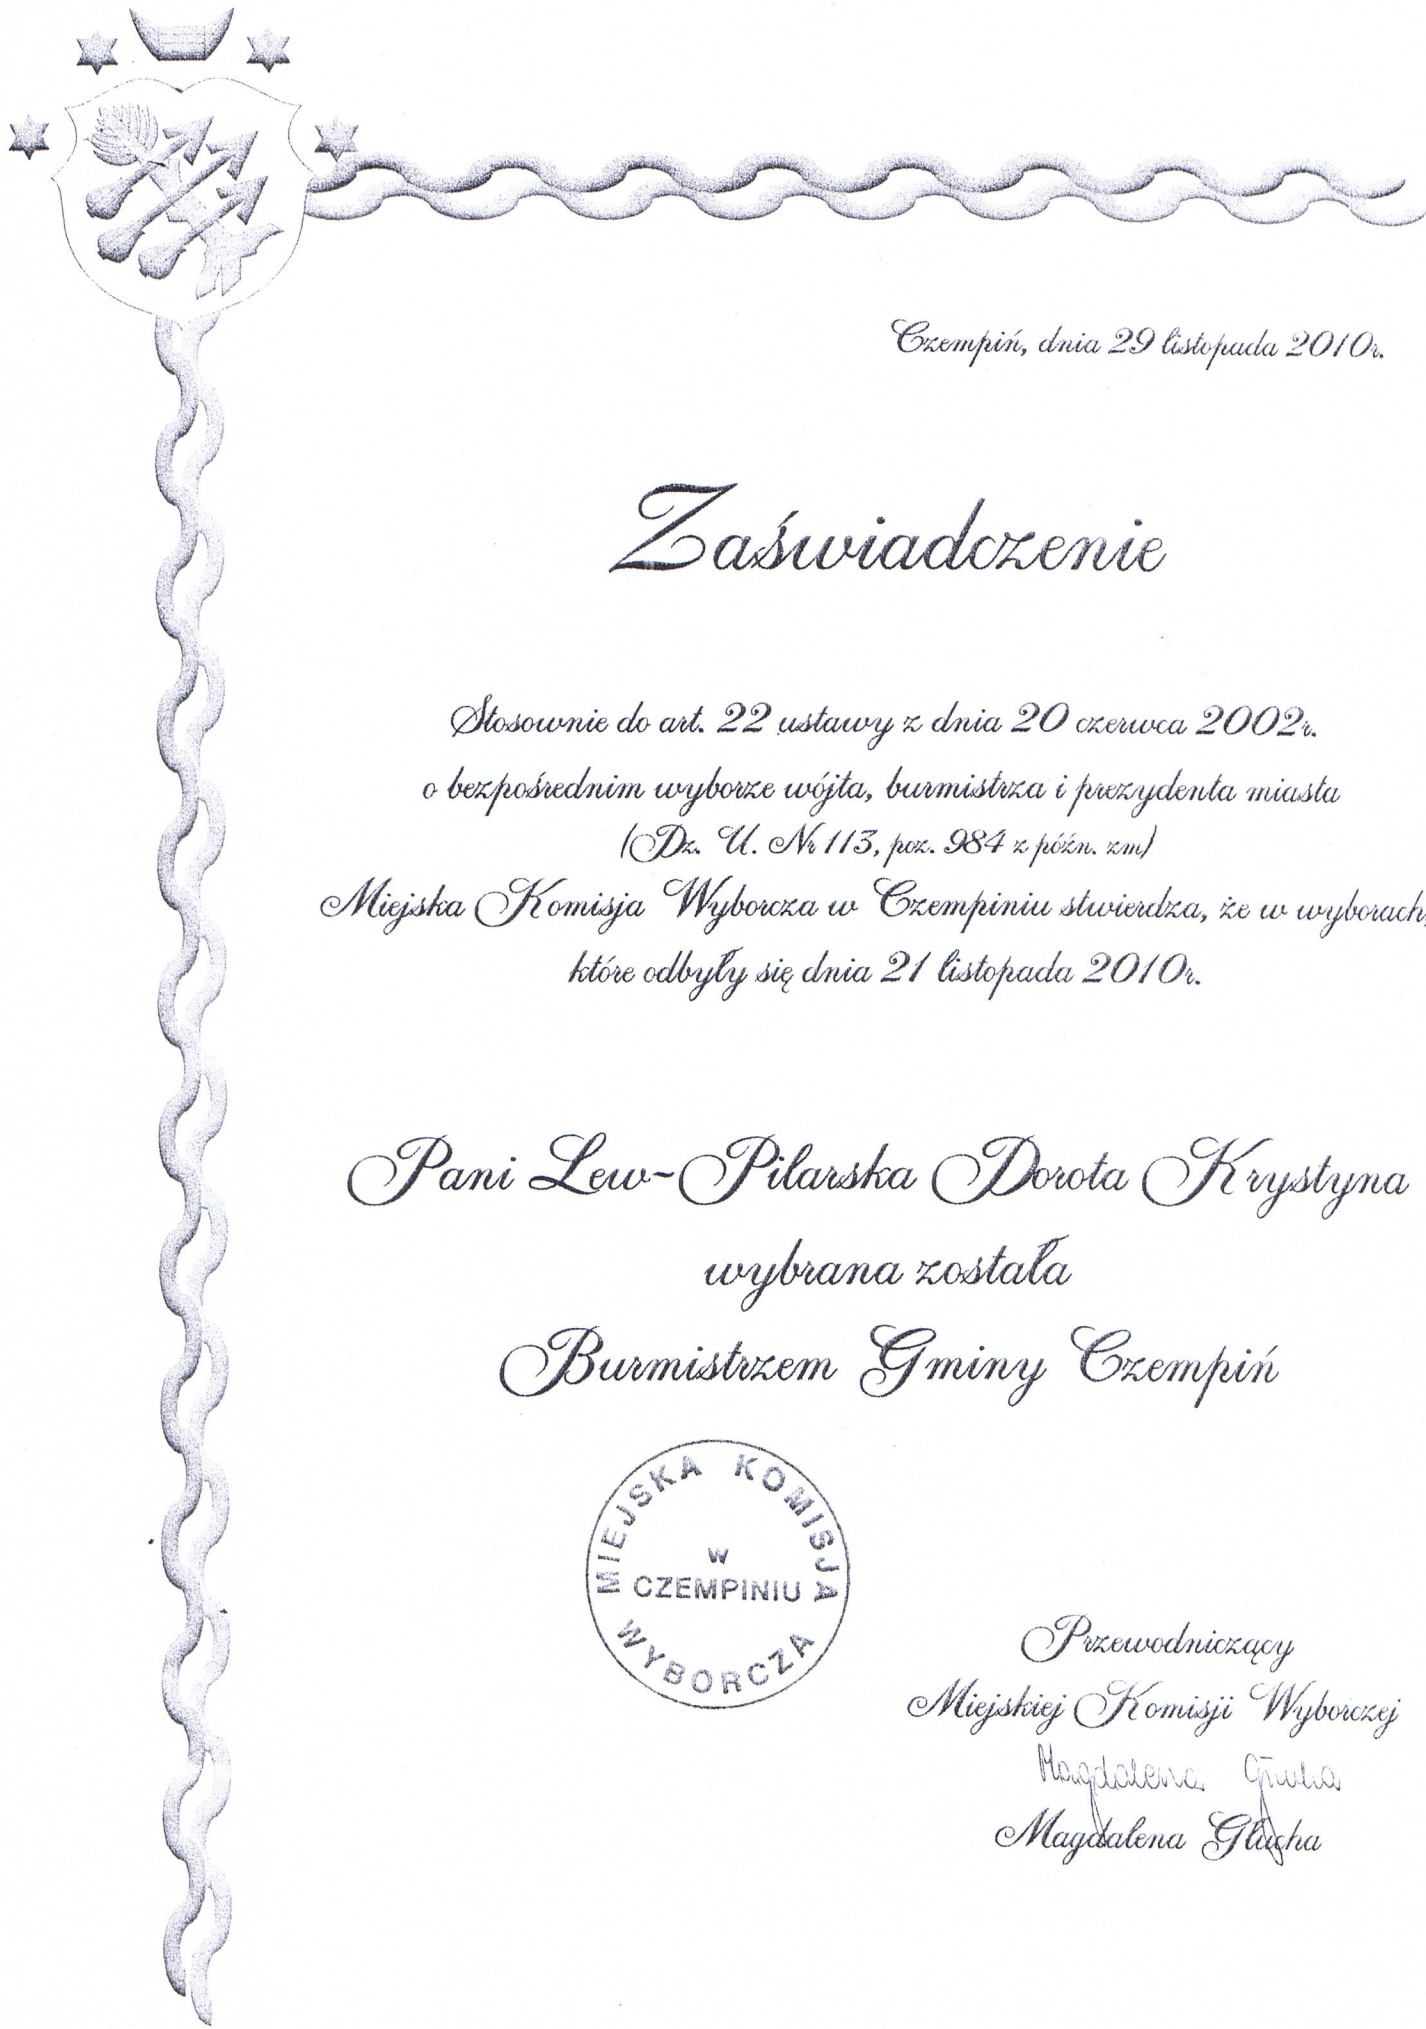 Czempiń, dnia 29 listopada 2010r.
Zaświadczenie
Stosownie do art. 22 ustawy z dnia 20 czerwca 2002r.
o bezpośrednim wyborze wójta, burmistrza i prezydenta miasta
(Dz. U. Nr 113, poz. 984 z późn. zm)
Miejska Komisja Wyborcza w Czempiniu stwierdza, że w wyborach,
które odbyły się dnia 21 listopada 2010r.
Pani Lew-Pilarska Dorota Krystyna
wybrana została
Burmistrzem Gminy Czempiń
MIEJSKA KOMISJA
WYBORCZA
w
CZEMPINIU
Przewodniczący
Miejskiej Komisji Wyborczej
Magdalena Głucha
Magdalena Głucha